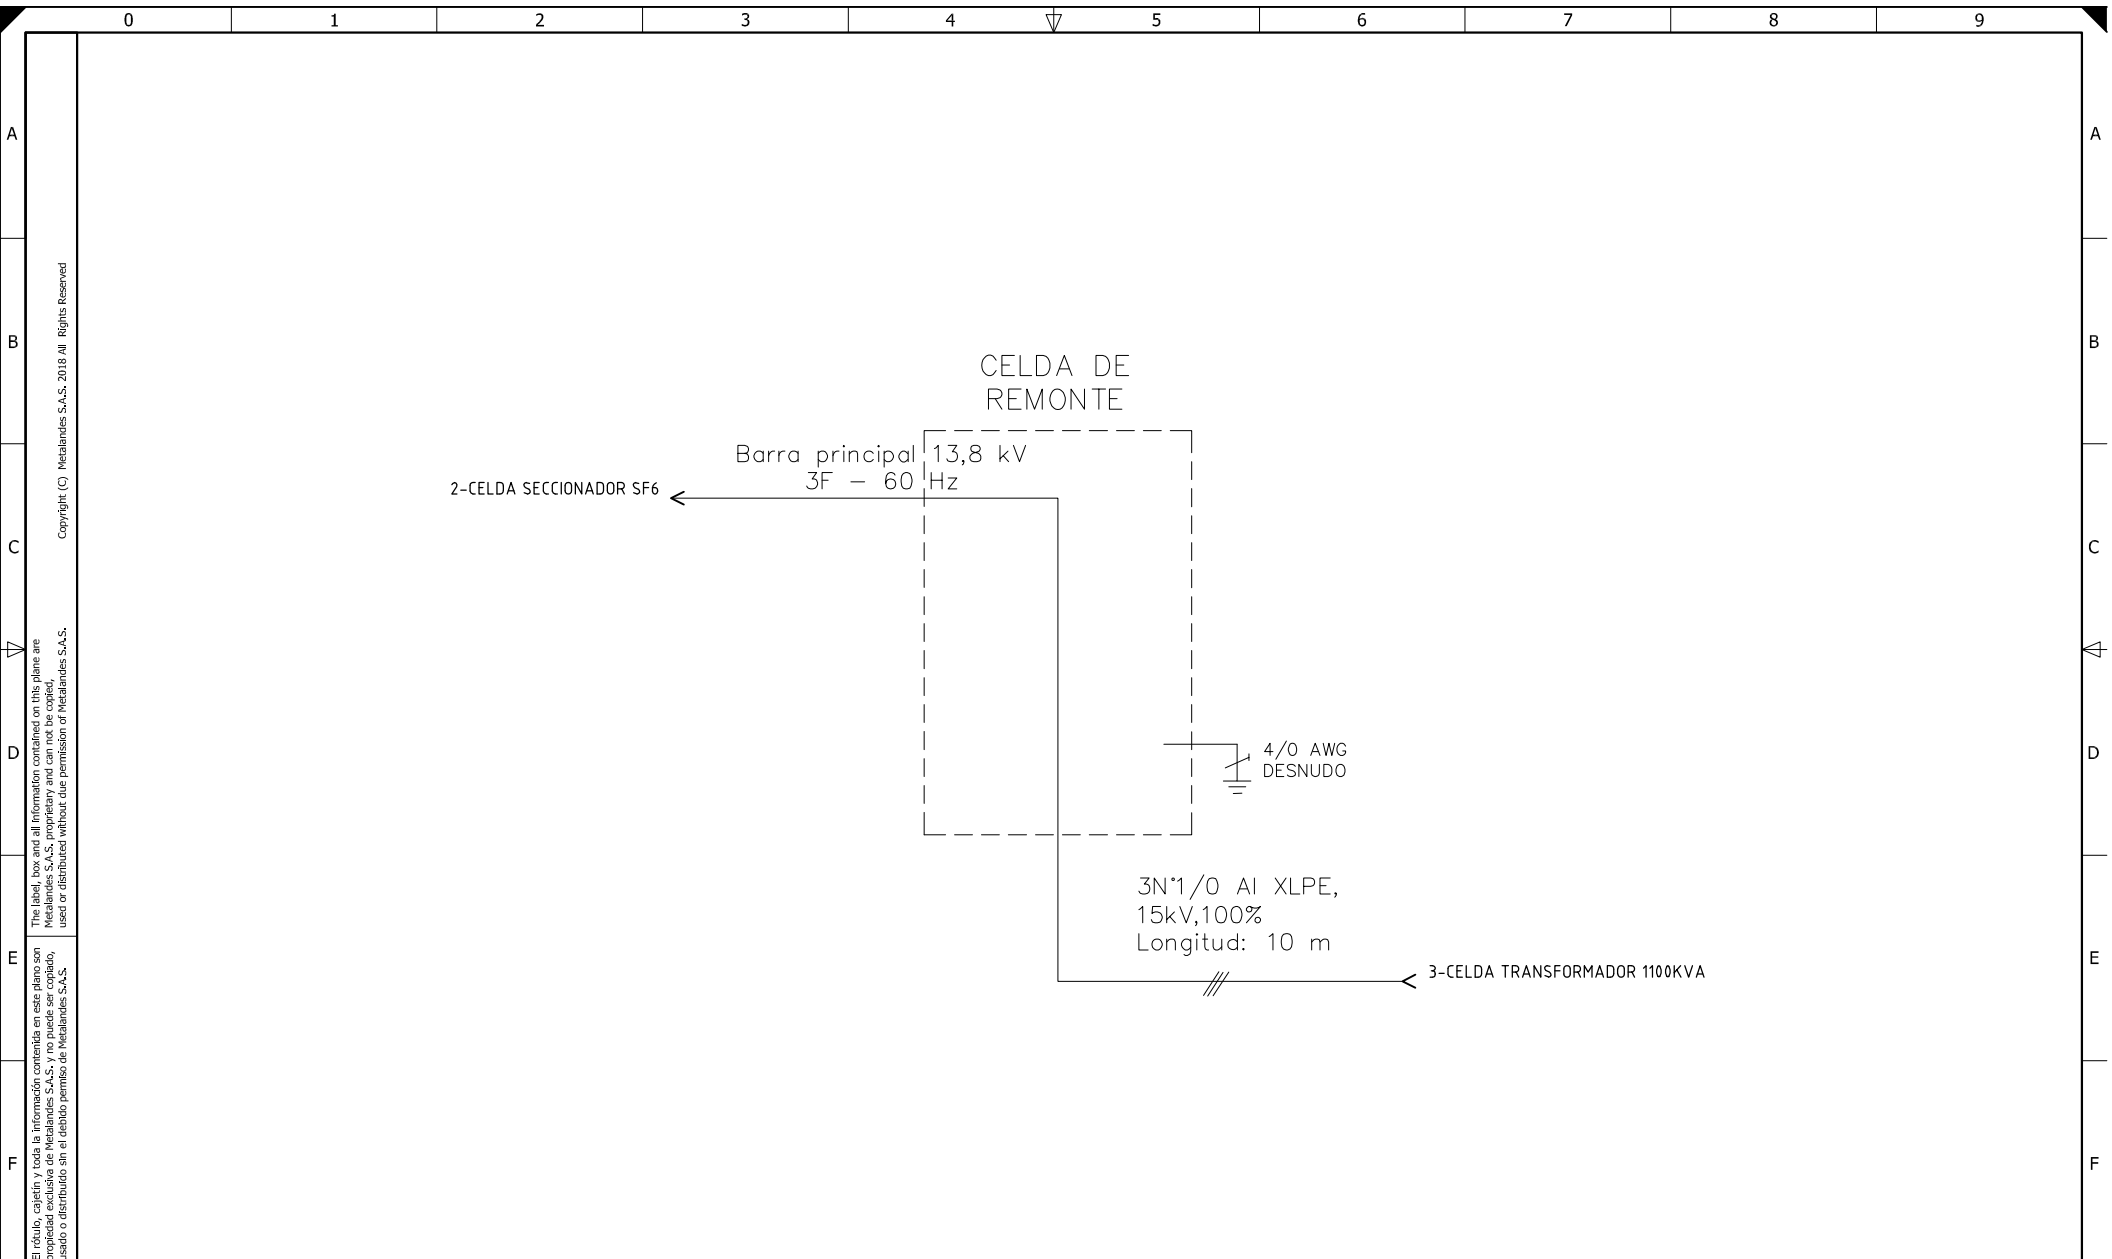 0 1 2 3 4 5 6 7 8 9
A A
B B
C C
D D
E E
F F
Copyright (C) Metalandes S.A.S. 2018 All Rights Reserved
The label, box and all information contained on this plane are
Metalandes S.A.S. proprietary and can not be copied,
used or distributed without due permission of Metalandes S.A.S.
El rótulo, cajetín y toda la información contenida en este plano son
propiedad exclusiva de Metalandes S.A.S. y no puede ser copiado,
usado o distribuido sin el debido permiso de Metalandes S.A.S.
CELDA DE
REMONTE
Barra principal 13,8 kV
3F - 60 Hz
2-CELDA SECCIONADOR SF6
4/0 AWG
DESNUDO
3N°1/0 Al XLPE,
15kV,100%
Longitud: 10 m
3-CELDA TRANSFORMADOR 1100KVA